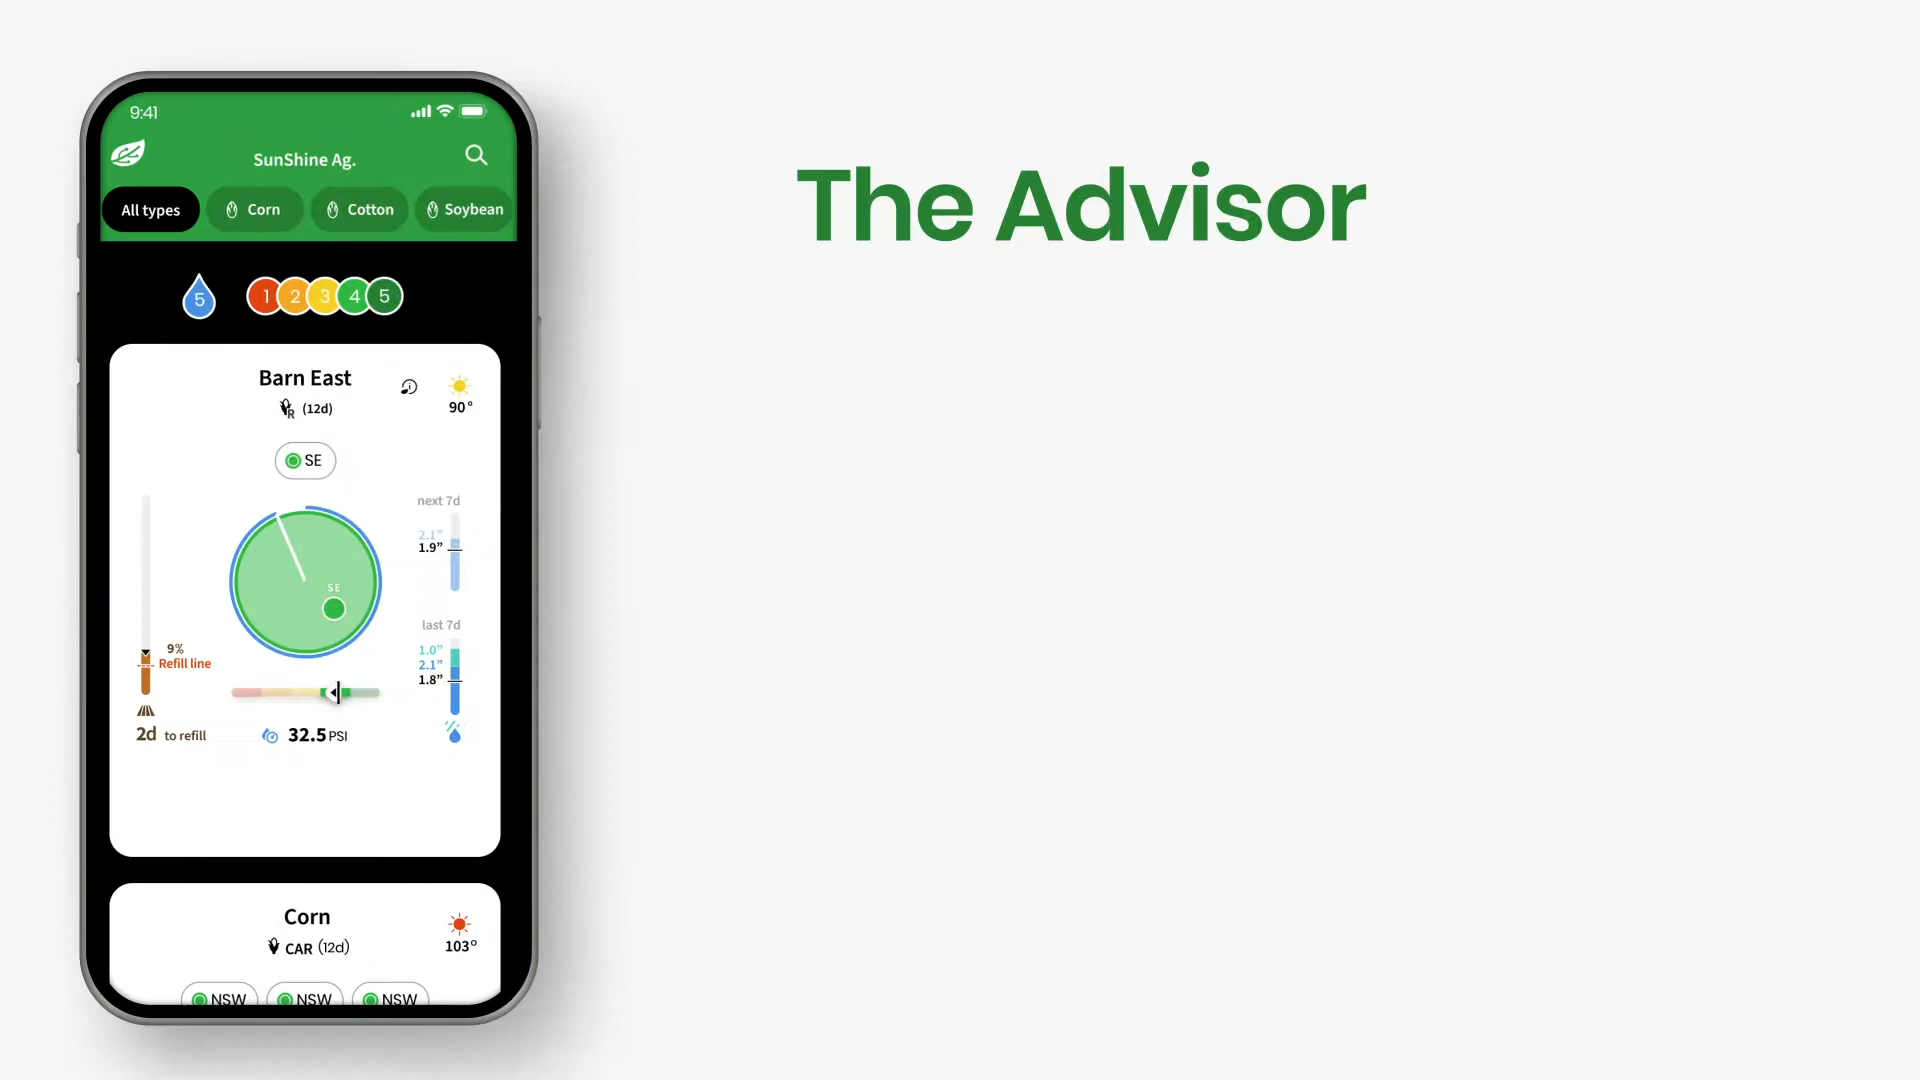 9:41
SunShine Ag.
All types
Corn
Cotton
Soybean
5
1 2 3 4 5
Barn East
R (12d)
90°
SE
next 7d
2.1”
1.9”
SE
last 7d
1.0”
2.1”
1.8”
9%
Refill line
2d to refill
32.5 PSI
Corn
CAR (12d)
103°
NSW
NSW
NSW
The Advisor